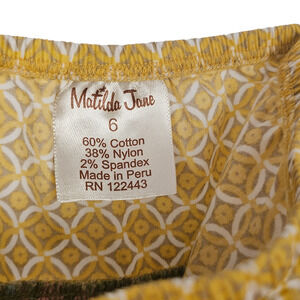 Matilda Jane
6
60% Cotton
38% Nylon
2% Spandex
Made in Peru
RN 122443